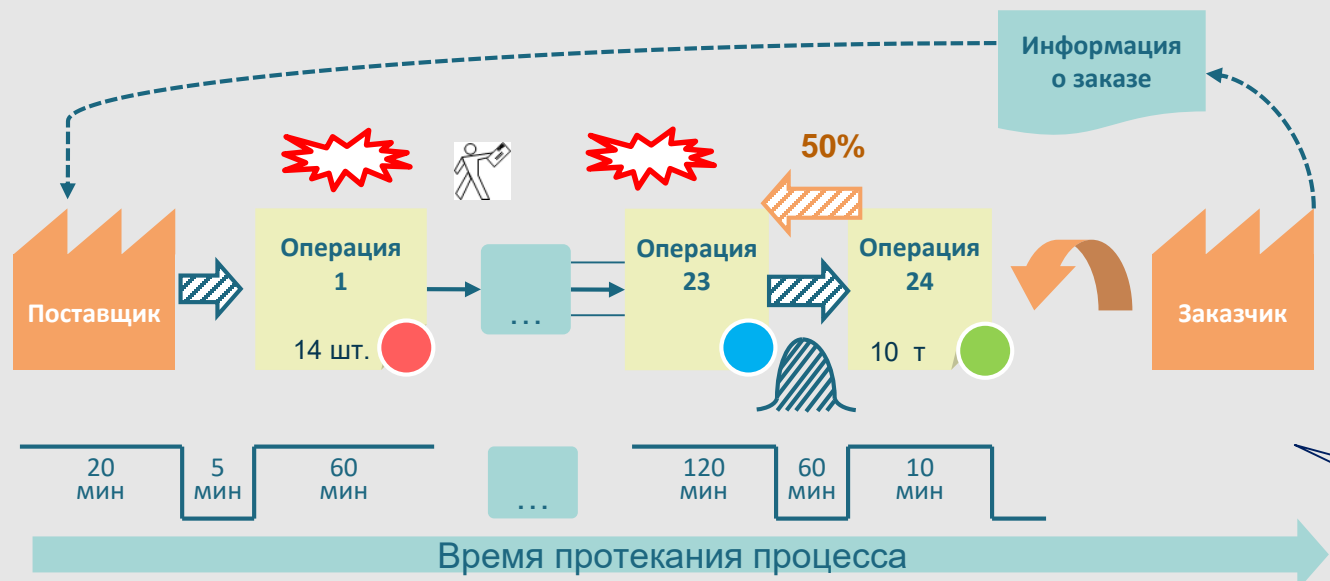 Информация
о заказе
50%
Поставщик
Операция
1
14 шт.
...
Операция
23
Операция
24
10 т
Заказчик
20
мин
5
мин
60
мин
...
120
мин
60
мин
10
мин
Время протекания процесса